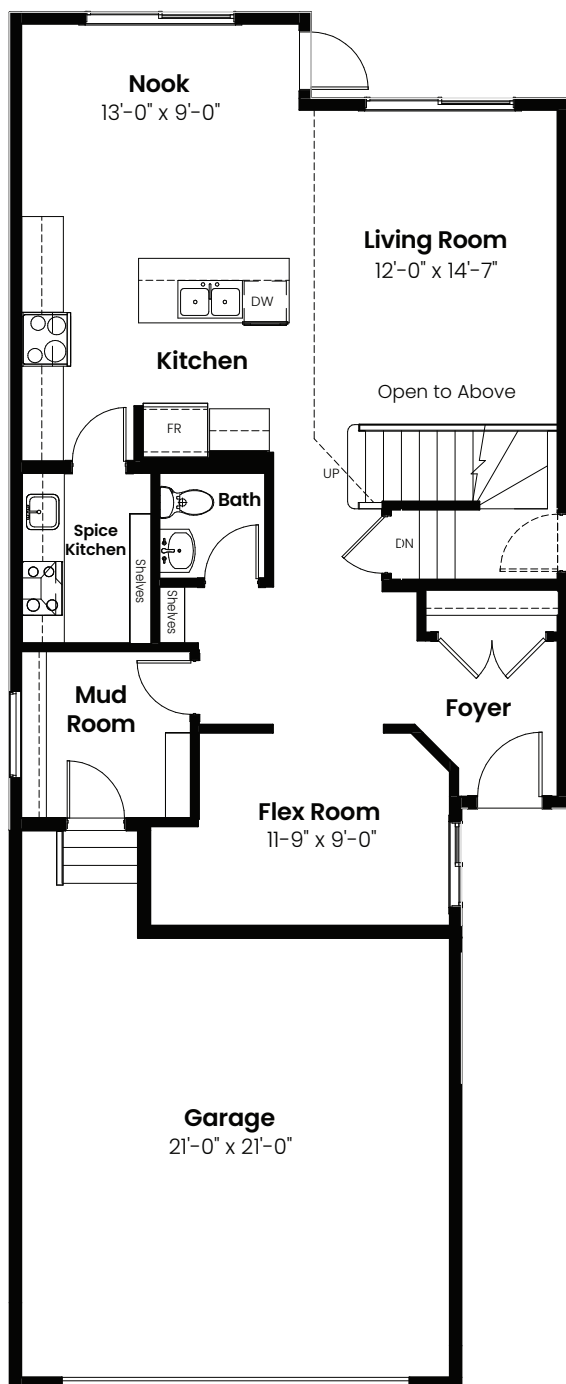 Nook
13'-0" x 9'-0"
Living Room
12'-0" x 14'-7"
DW
Kitchen
Open to Above
FR
UP
Bath
Spice
Kitchen
Shelves
DN
Shelves
Mud
Room
Foyer
Flex Room
11-9" x 9'-0"
Garage
21'-0" x 21'-0"